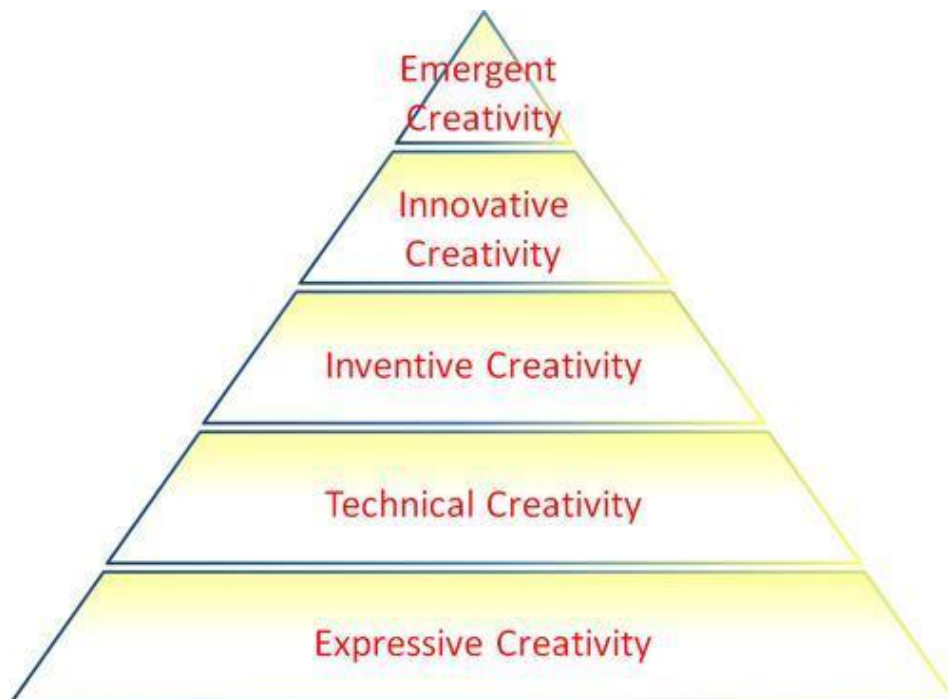 Emergent
Creativity
Innovative
Creativity
Inventive Creativity
Technical Creativity
Expressive Creativity